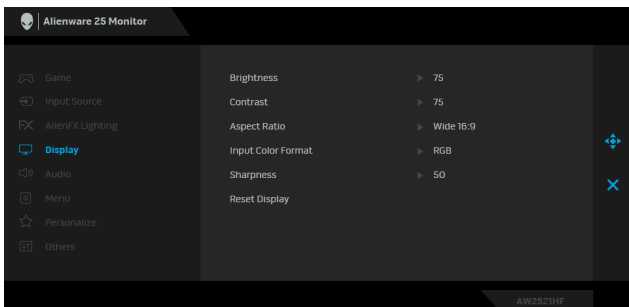 Alienware 25 Monitor
Game
Input Source
FX AlienFX Lighting
Display
Audio
Menu
Personalize
Others
Brightness 75
Contrast 75
Aspect Ratio Wide 16:9
Input Color Format RGB
Sharpness 50
Reset Display
AW2521HF